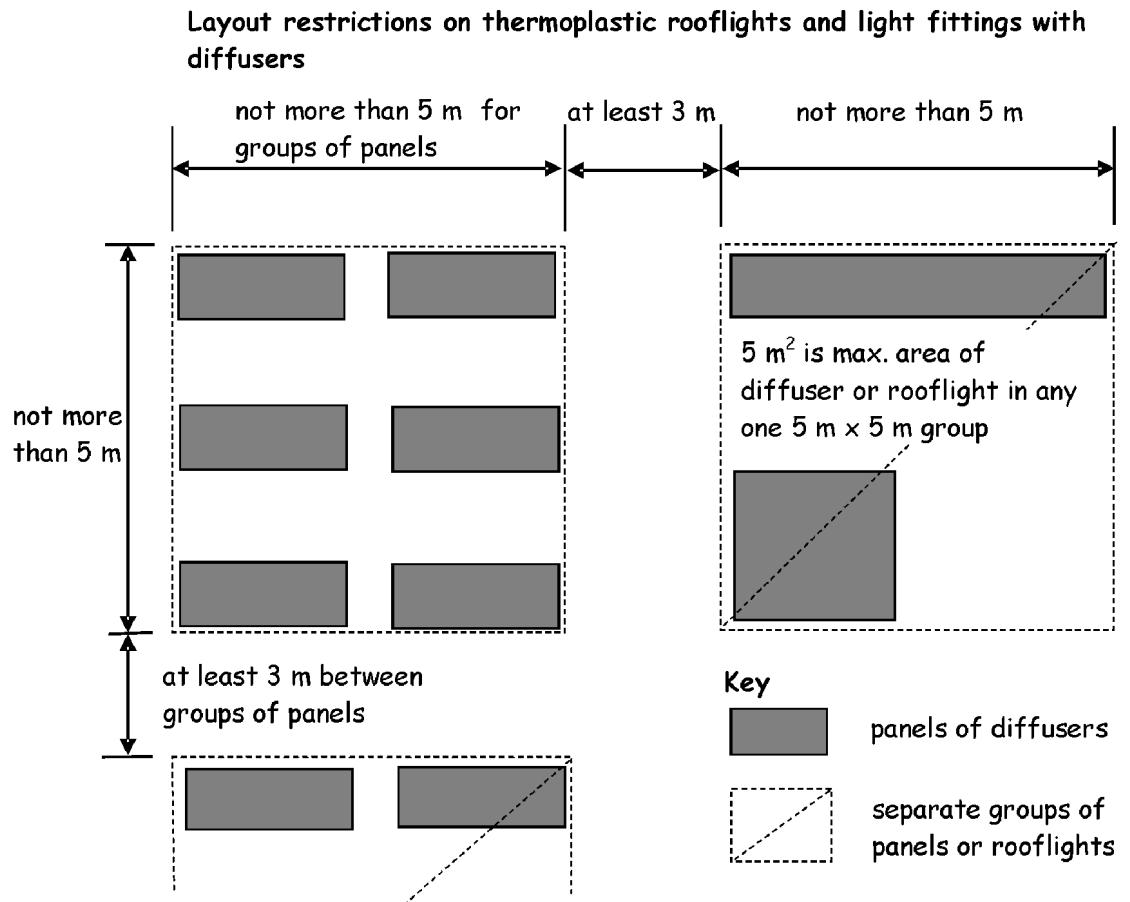 Layout restrictions on thermoplastic rooflights and light fittings with
diffusers
not more than 5 m for
groups of panels
at least 3 m
not more than 5 m
not more
than 5 m
5 m² is max. area of
diffuser or rooflight in any
one 5 m x 5 m group
at least 3 m between
groups of panels
Key
panels of diffusers
separate groups of
panels or rooflights